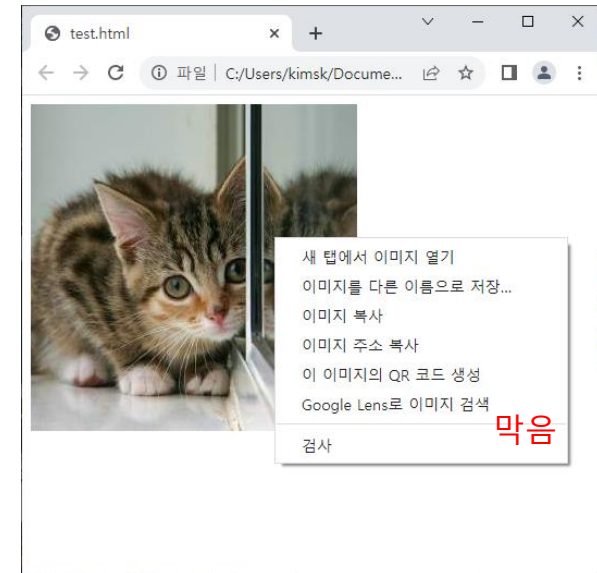 test.html
파일 C:/Users/kimsk/Docume...
새 탭에서 이미지 열기
이미지를 다른 이름으로 저장...
이미지 복사
이미지 주소 복사
이 이미지의 QR 코드 생성
Google Lens로 이미지 검색
막음
검사